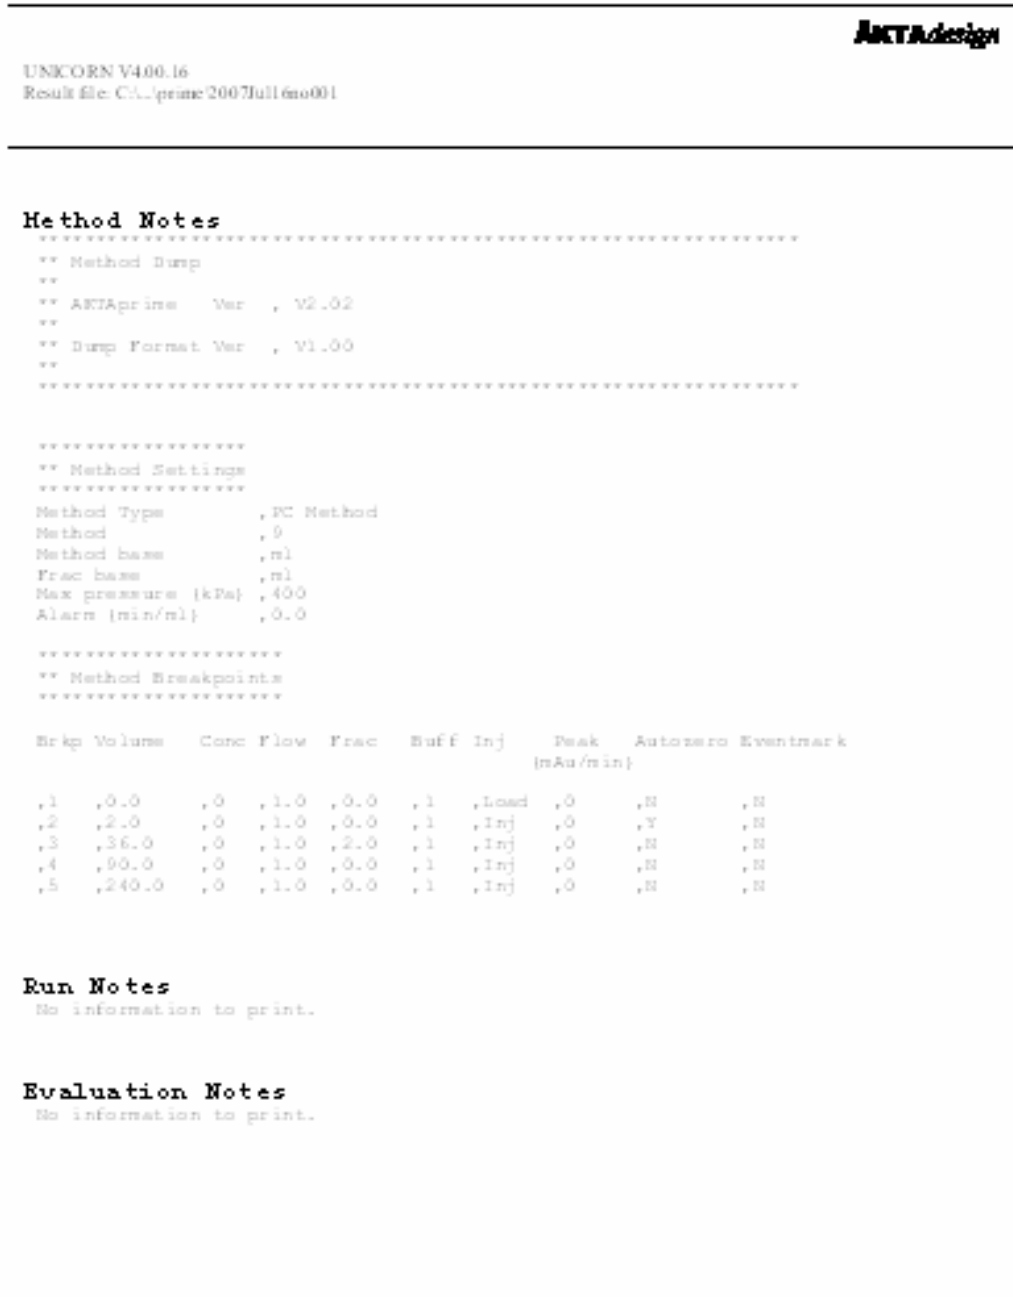 ÄKTAdesign
UNICORN V4.00.16
Result file: C:\...\prime\2007Jul16no001
Method Notes
*****************************************************************
** Method Dump
**
** AKTAprime   Ver  , V2.02
**
** Dump Format Ver  , V1.00
**
*****************************************************************
******************
** Method Settings
******************
Method Type        ,PC Method
Method             ,9
Method base        ,ml
Frac base          ,ml
Max pressure (kPa) ,400
Alarm (min/ml)     ,0.0
*********************
** Method Breakpoints
*********************
Brkp Volume   Conc Flow  Frac   Buff Inj    Peak   Autozero Eventmark
(mAu/min)
,1   ,0.0     ,0   ,1.0  ,0.0   ,1   ,Load  ,0     ,N       ,N
,2   ,2.0     ,0   ,1.0  ,0.0   ,1   ,Inj   ,0     ,Y       ,N
,3   ,36.0    ,0   ,1.0  ,2.0   ,1   ,Inj   ,0     ,N       ,N
,4   ,90.0    ,0   ,1.0  ,0.0   ,1   ,Inj   ,0     ,N       ,N
,5   ,240.0   ,0   ,1.0  ,0.0   ,1   ,Inj   ,0     ,N       ,N
Run Notes
No information to print.
Evaluation Notes
No information to print.